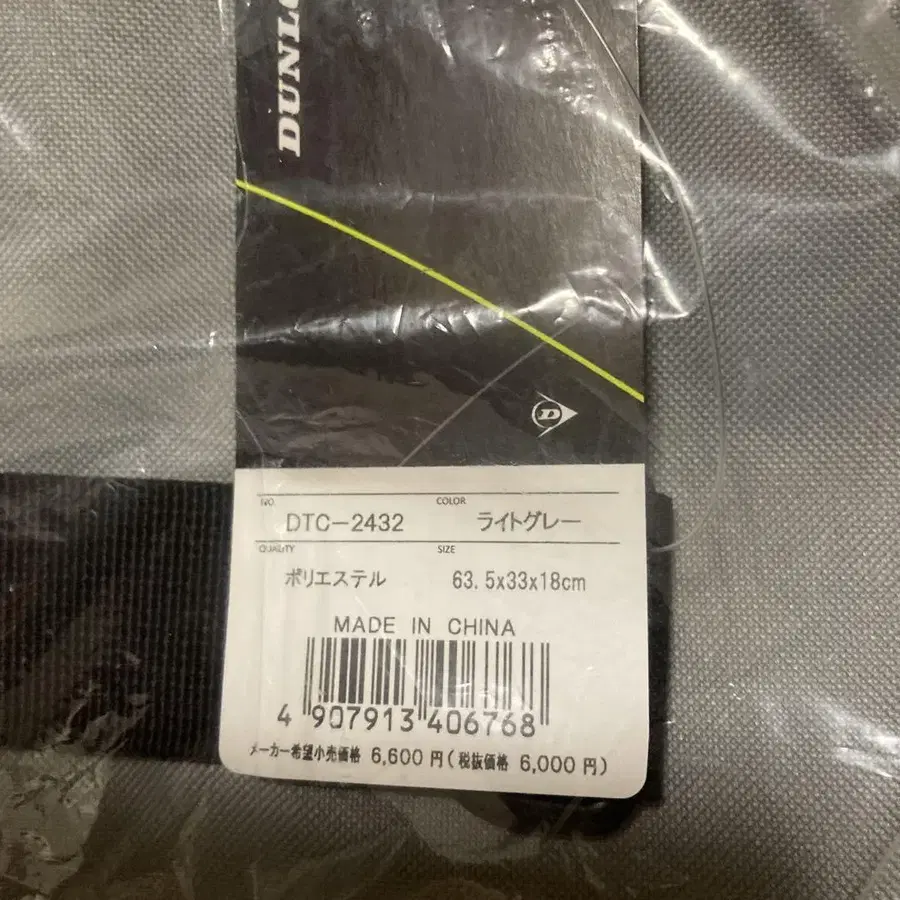 DUNLO
D
NO. COLOR
DTC-2432 ライトグレー
QUALITY SIZE
ポリエステル 63.5x33x18cm
MADE IN CHINA
4 907913 406768
メーカー希望小売価格 6,600 円(税抜価格 6,000 円)